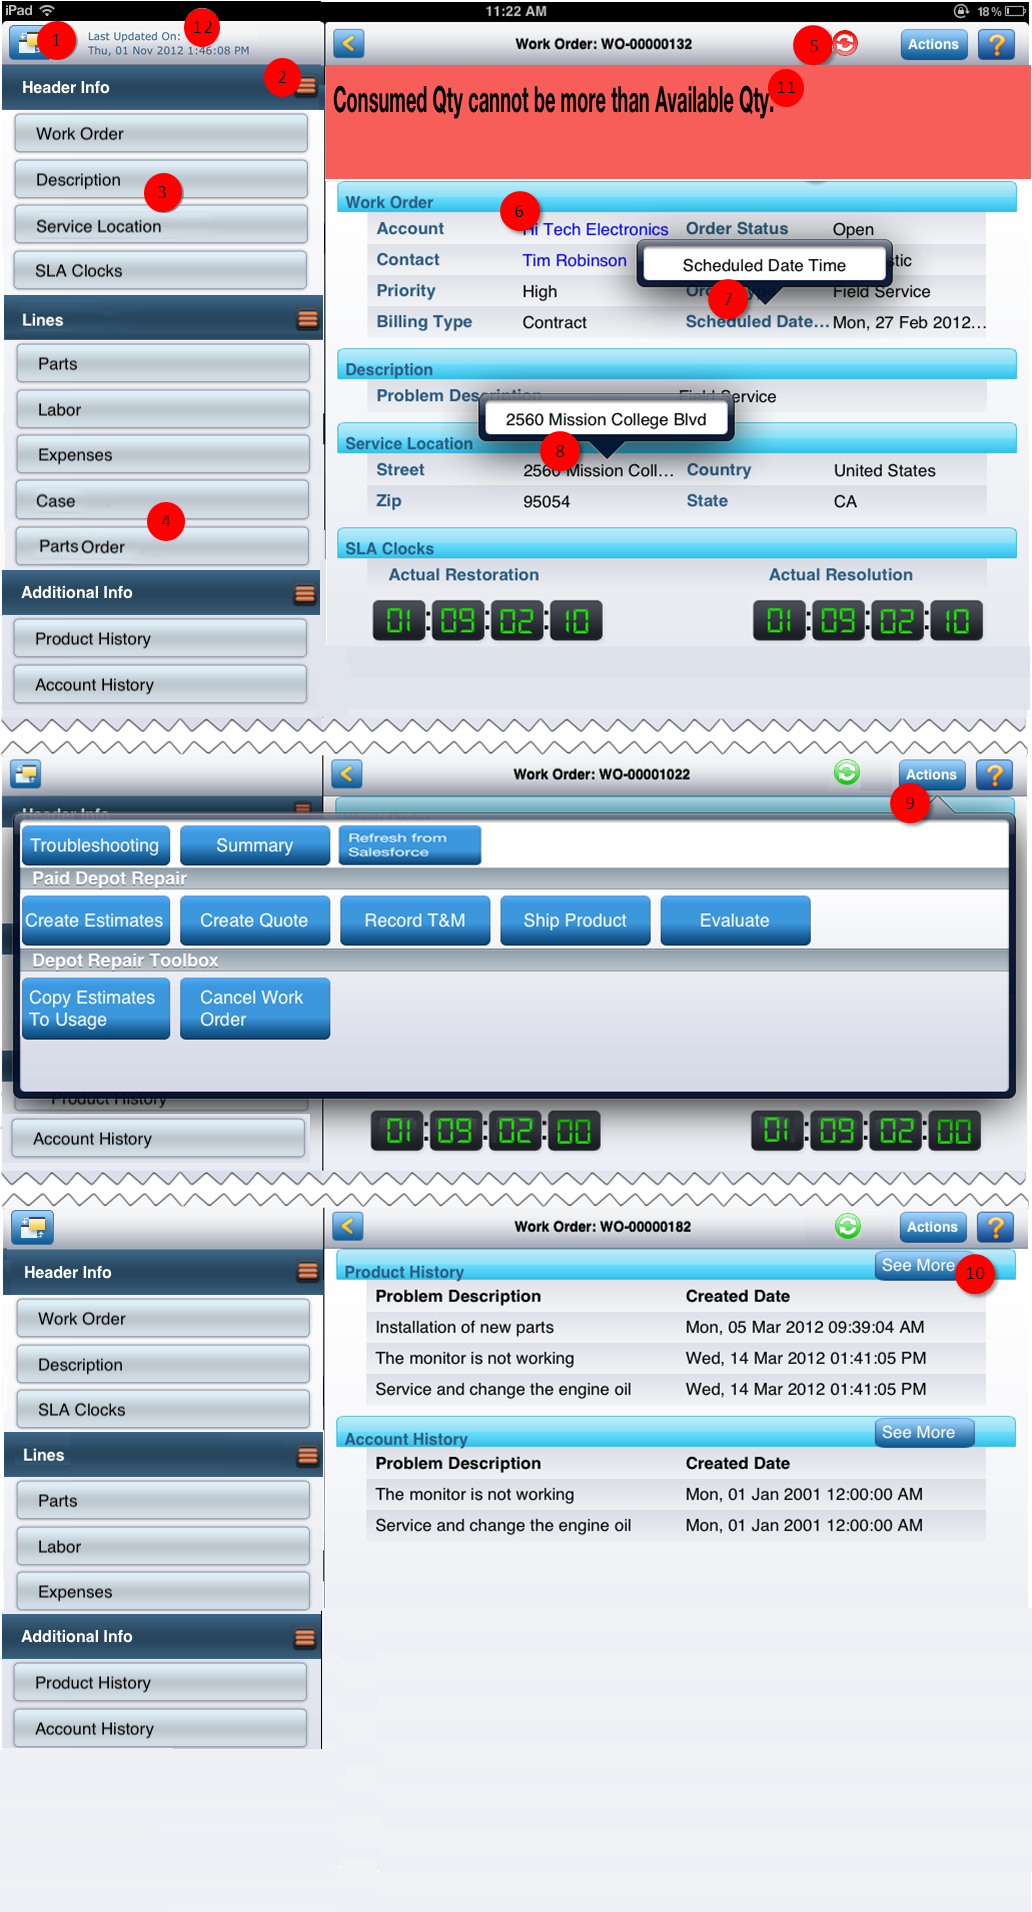 iPad 11:22 AM 18%
1 Last Updated On: 12
Thu, 01 Nov 2012 1:46:08 PM
Work Order: WO-00000132 5 Actions ?
Header Info 2
Work Order
Description
3
Service Location
SLA Clocks
Lines
Parts
Labor
Expenses
Case
4
Parts Order
Additional Info
Product History
Account History
Consumed Qty cannot be more than Available Qty. 11
Work Order
6
Account Hi Tech Electronics Order Status Open
Contact Tim Robinson
Scheduled Date Time
7
Priority High Field Service
Billing Type Contract Scheduled Date... Mon, 27 Feb 2012...
Description
Problem Description Field Service
2560 Mission College Blvd
Service Location 8
Street 2560 Mission Coll... Country United States
Zip 95054 State CA
SLA Clocks
Actual Restoration Actual Resolution
01:09:02:10 01:09:02:10
Work Order: WO-00001022 Actions ?
9
Header Info
Troubleshooting Summary Refresh from
Salesforce
Paid Depot Repair
Create Estimates Create Quote Record T&M Ship Product Evaluate
Depot Repair Toolbox
Copy Estimates
To Usage
Cancel Work
Order
Product History
Account History
01:09:02:00 01:09:02:00
Work Order: WO-00000182 Actions ?
Header Info
Work Order
Description
SLA Clocks
Lines
Parts
Labor
Expenses
Additional Info
Product History
Account History
Product History See More 10
Problem Description Created Date
Installation of new parts Mon, 05 Mar 2012 09:39:04 AM
The monitor is not working Wed, 14 Mar 2012 01:41:05 PM
Service and change the engine oil Wed, 14 Mar 2012 01:41:05 PM
Account History See More
Problem Description Created Date
The monitor is not working Mon, 01 Jan 2001 12:00:00 AM
Service and change the engine oil Mon, 01 Jan 2001 12:00:00 AM